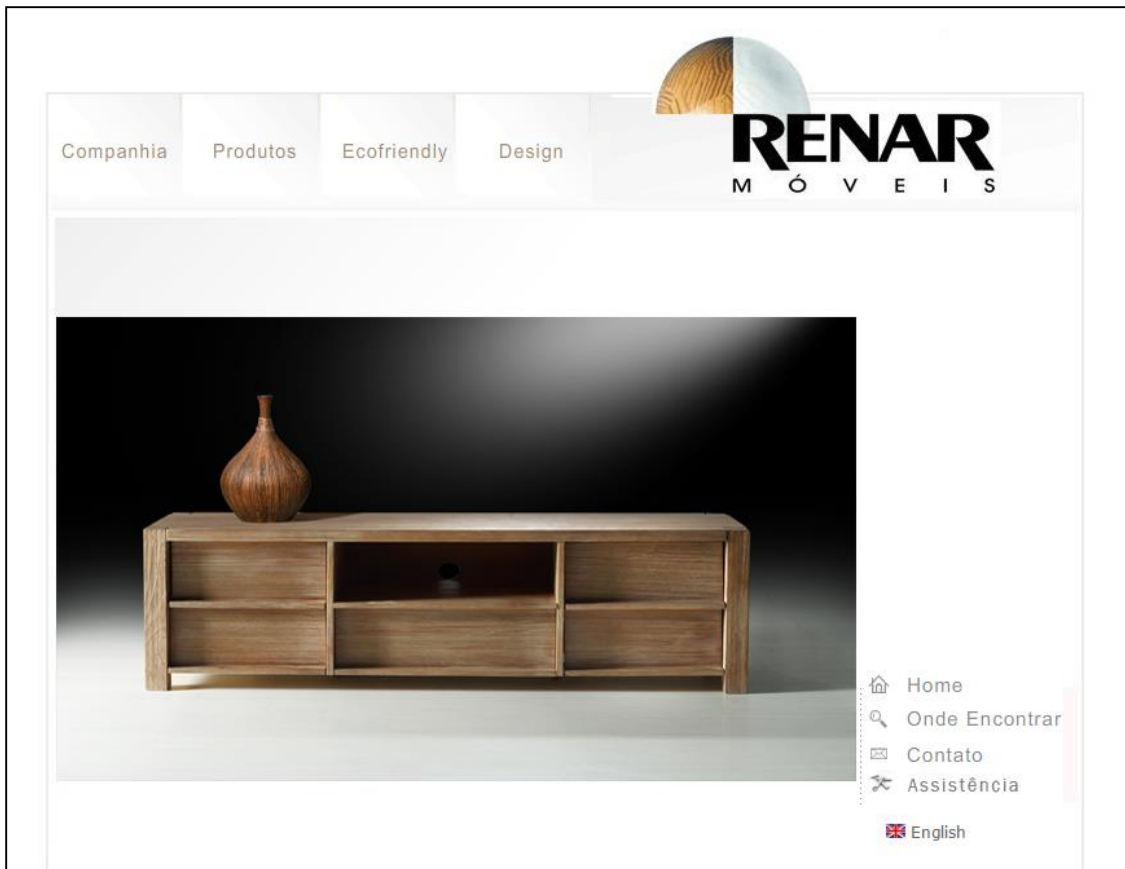 Companhia Produtos Ecofriendly Design
RENAR
MÓVEIS
Home
Onde Encontrar
Contato
Assistência
English